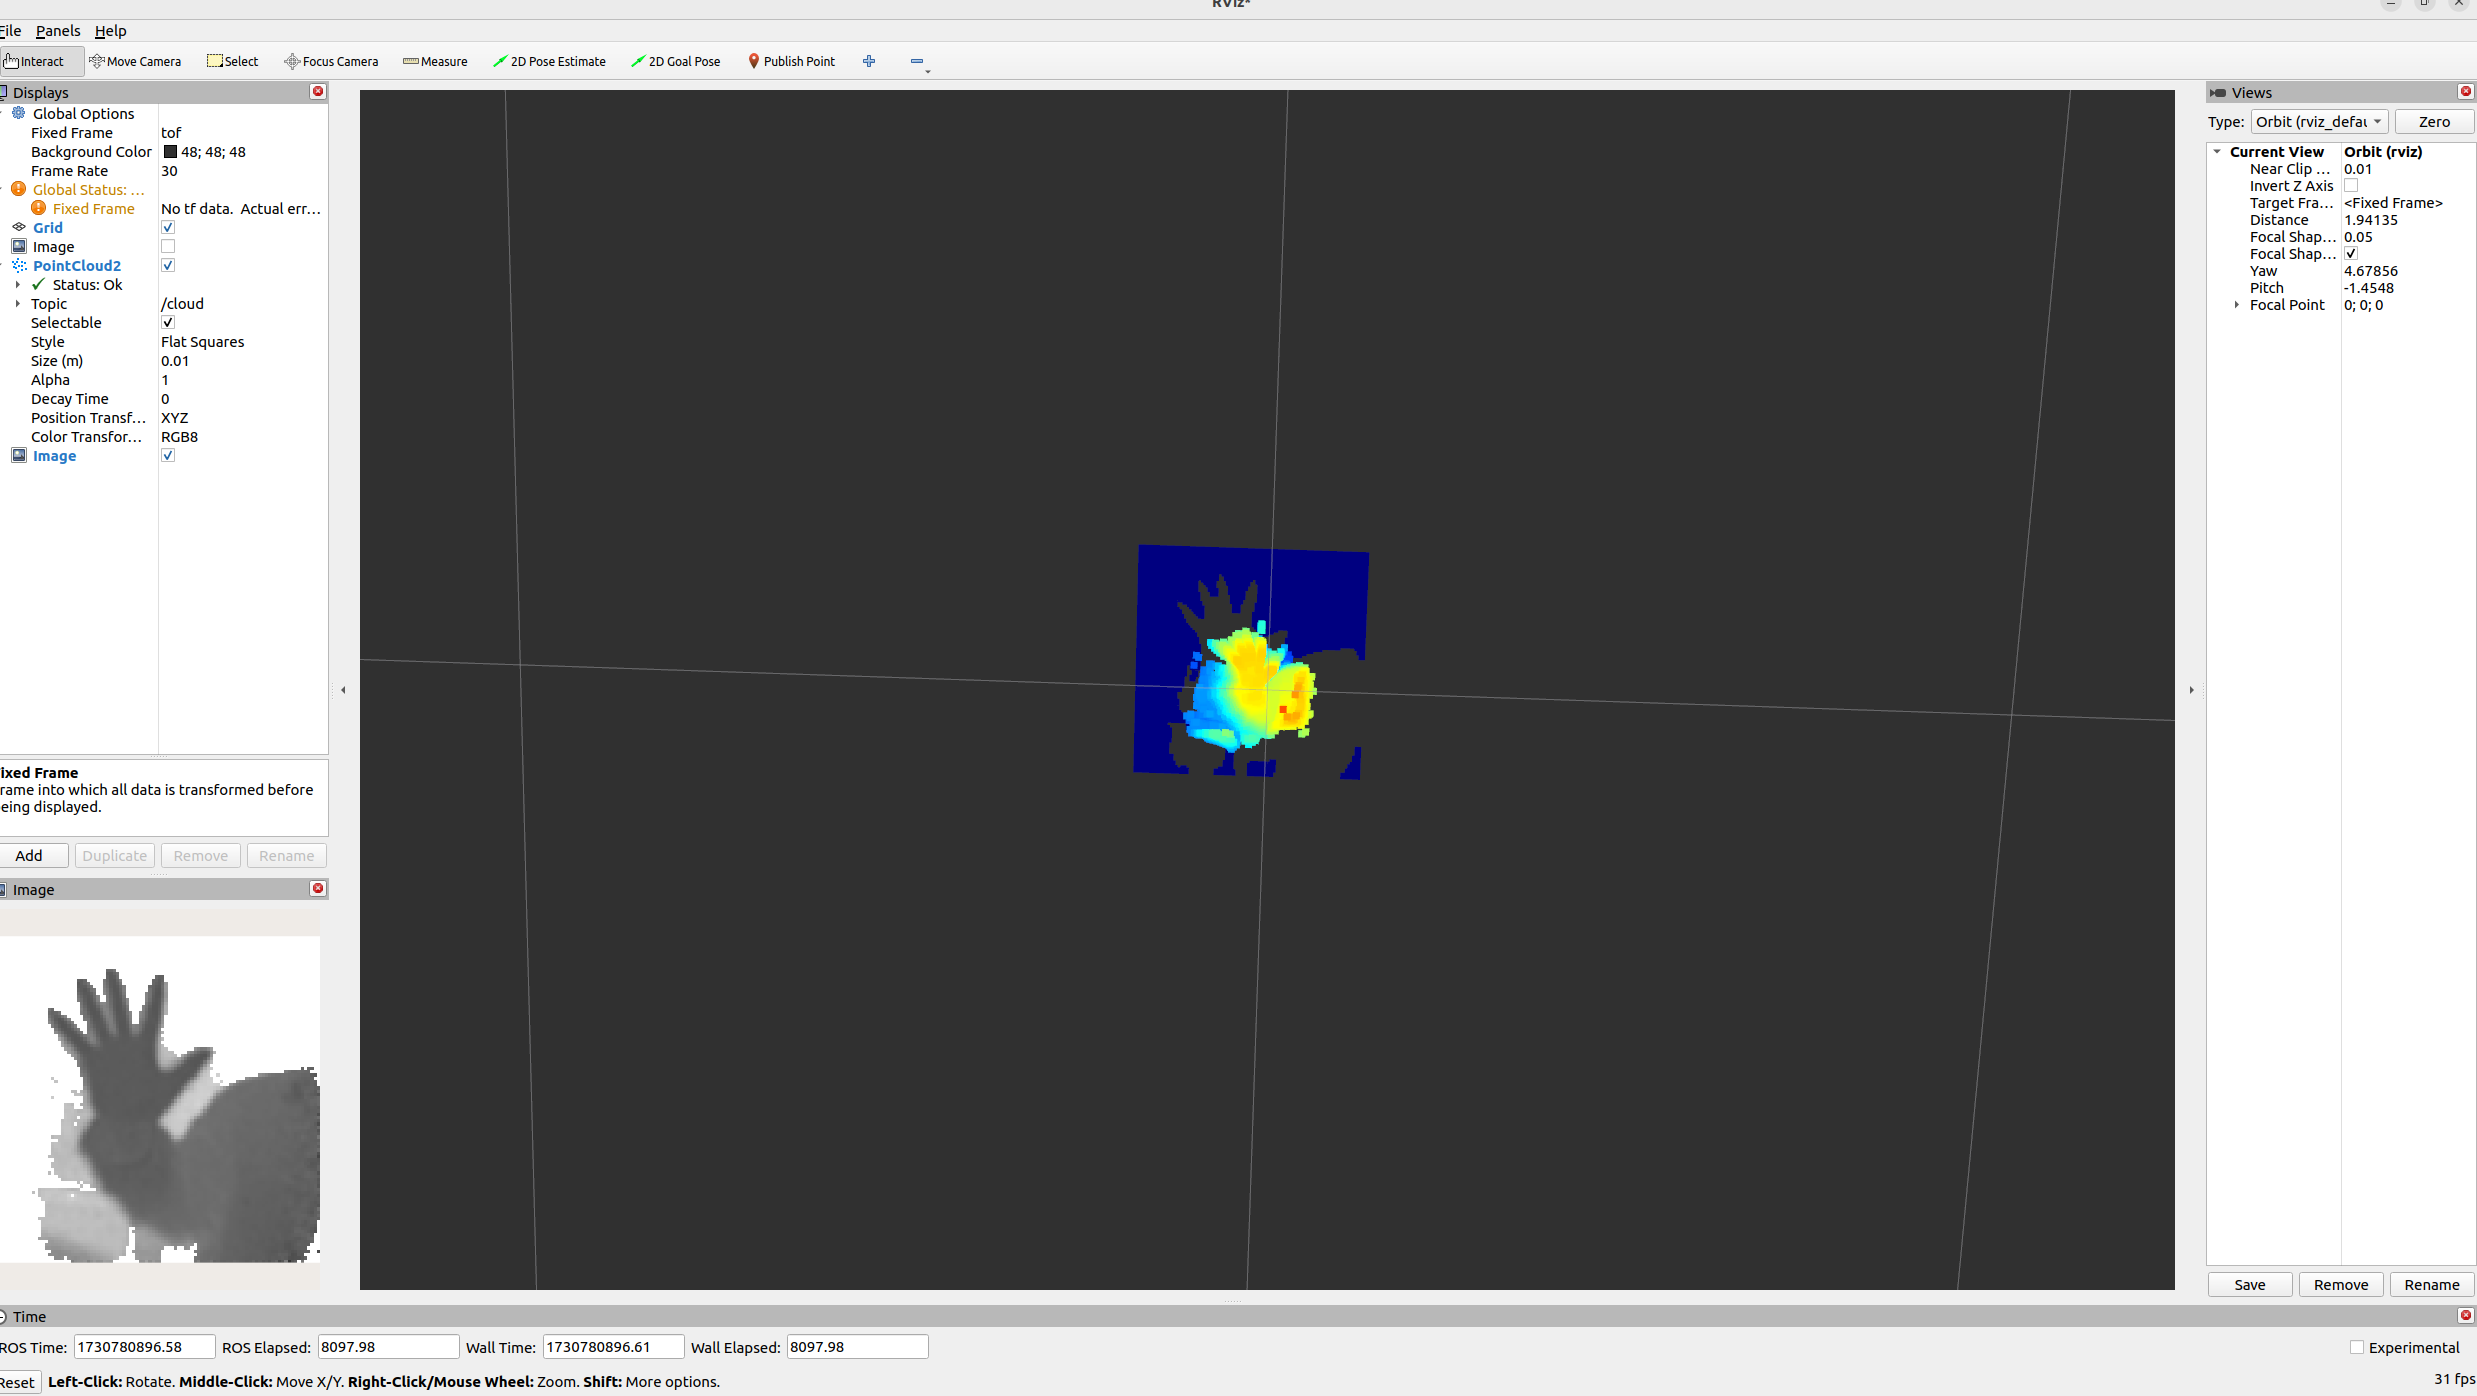 RViz*
File Panels Help
Interact Move Camera Select Focus Camera Measure 2D Pose Estimate 2D Goal Pose Publish Point
Displays
Global Options
Fixed Frame tof
Background Color 48; 48; 48
Frame Rate 30
Global Status: ...
Fixed Frame No tf data. Actual err...
Grid
Image
PointCloud2
Status: Ok
Topic /cloud
Selectable
Style Flat Squares
Size (m) 0.01
Alpha 1
Decay Time 0
Position Transf... XYZ
Color Transfor... RGB8
Image
ixed Frame
rame into which all data is transformed before
eing displayed.
Add Duplicate Remove Rename
Image
Views
Type: Orbit (rviz_defau Zero
Current View Orbit (rviz)
Near Clip ... 0.01
Invert Z Axis
Target Fra... <Fixed Frame>
Distance 1.94135
Focal Shap... 0.05
Focal Shap...
Yaw 4.67856
Pitch -1.4548
Focal Point 0; 0; 0
Save Remove Rename
Time
ROS Time: 1730780896.58 ROS Elapsed: 8097.98 Wall Time: 1730780896.61 Wall Elapsed: 8097.98 Experimental
Reset Left-Click: Rotate. Middle-Click: Move X/Y. Right-Click/Mouse Wheel: Zoom. Shift: More options. 31 fps